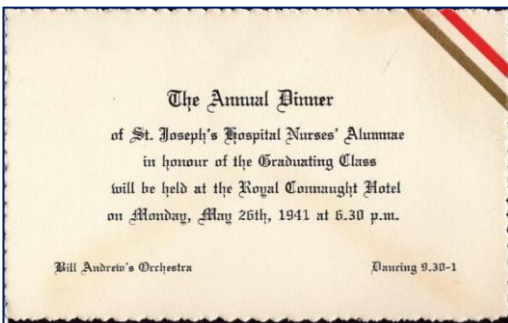 The Annual Dinner
of St. Joseph's Hospital Nurses' Alumnae
in honour of the Graduating Class
will be held at the Royal Connaught Hotel
on Monday, May 26th, 1941 at 6.30 p.m.
Bill Andrew's Orchestra
Dancing 9.30-1